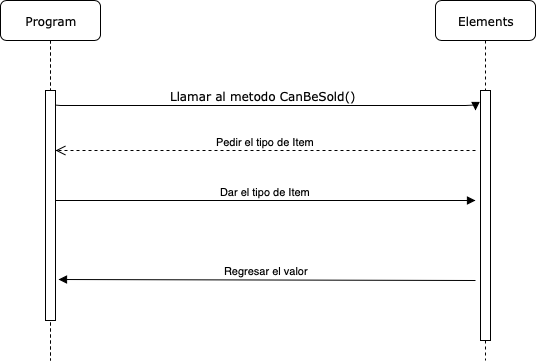 Program
Elements
Llamar al metodo CanBeSold()
Pedir el tipo de Item
Dar el tipo de Item
Regresar el valor